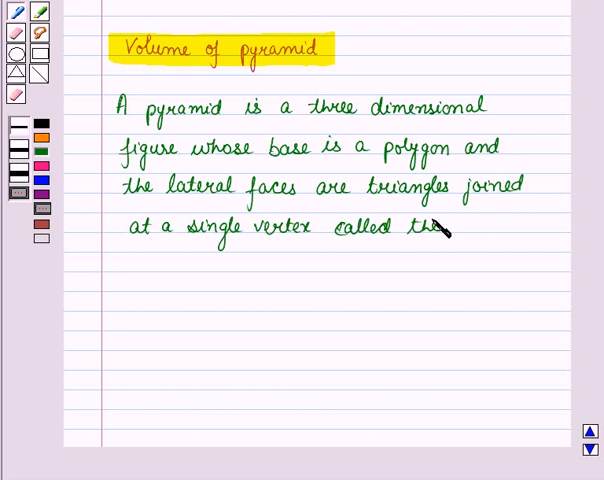 Volume of pyramid
A pyramid is a three dimensional
figure whose base is a polygon and
the lateral faces are triangles joined
at a single vertex called the